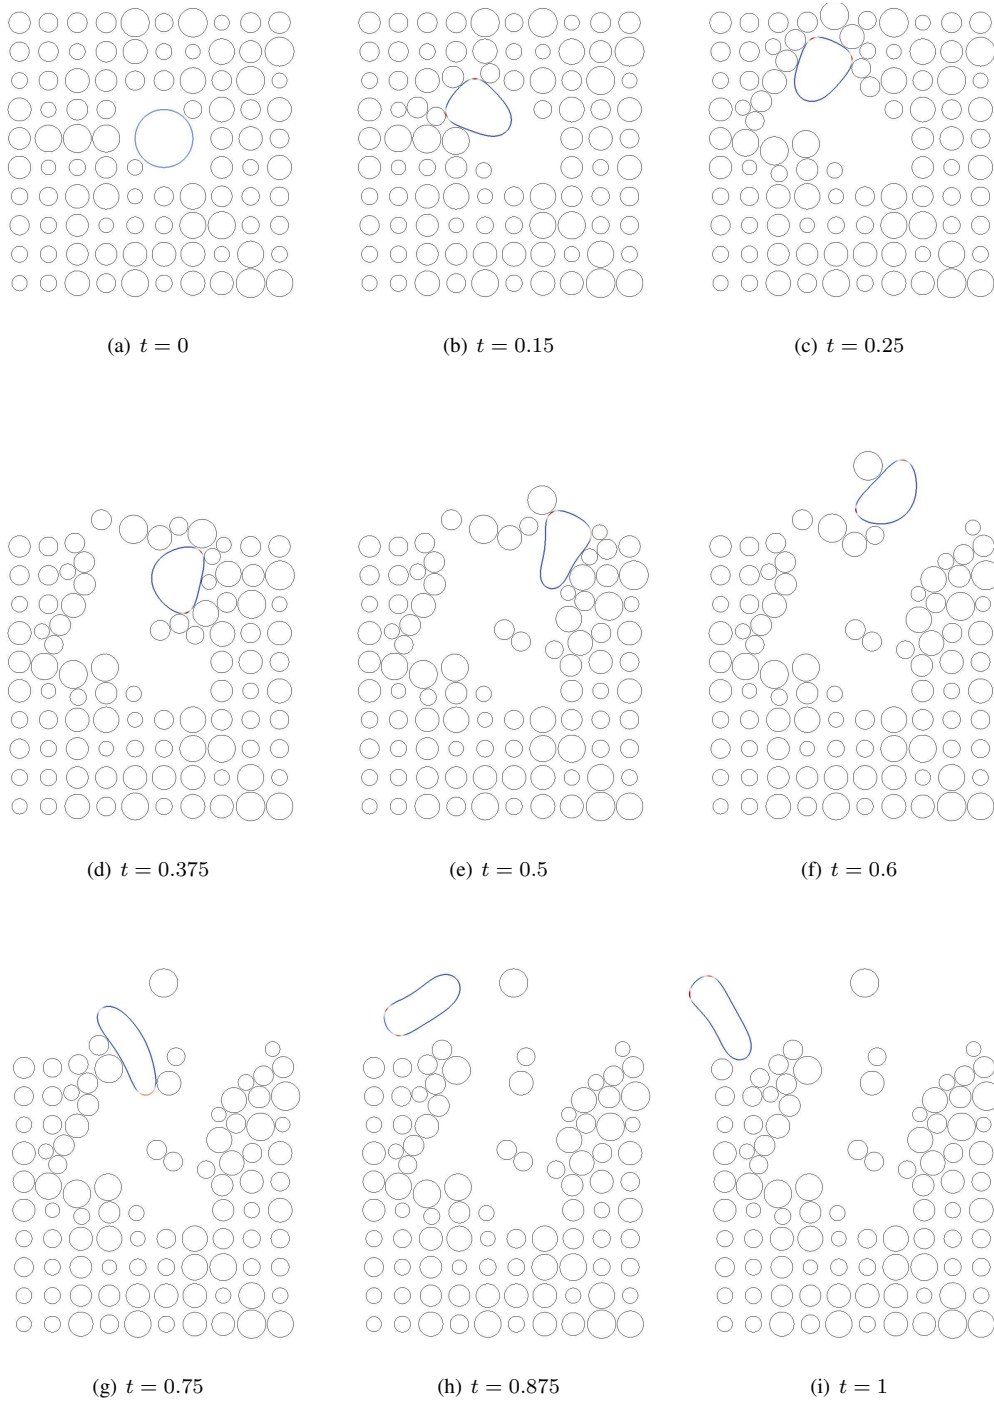 (a) t = 0
(b) t = 0.15
(c) t = 0.25
(d) t = 0.375
(e) t = 0.5
(f) t = 0.6
(g) t = 0.75
(h) t = 0.875
(i) t = 1